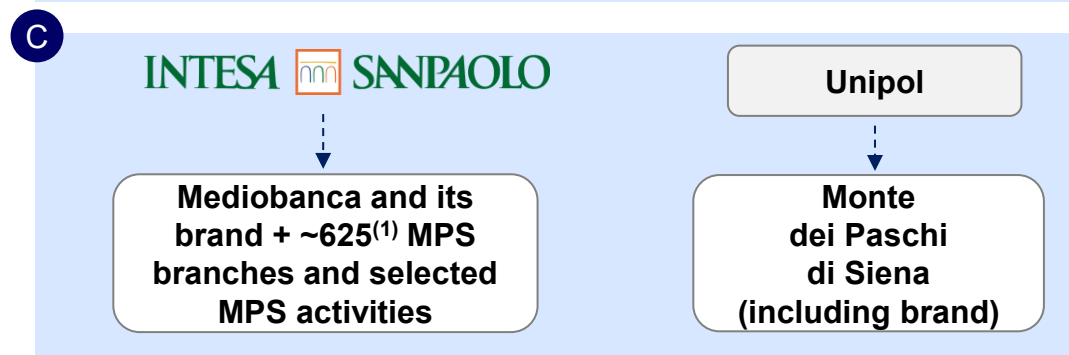 C
INTESA SANPAOLO
Unipol
Mediobanca and its
brand + ~625(1) MPS
branches and selected
MPS activities
Monte
dei Paschi
di Siena
(including brand)